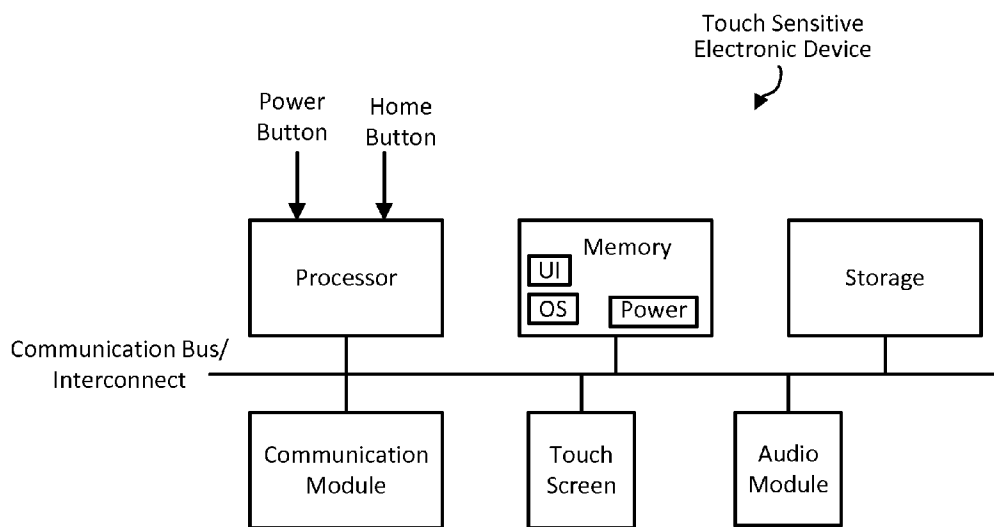 Touch Sensitive
Electronic Device
Power
Button
Home
Button
Processor
Memory
UI
OS
Power
Storage
Communication Bus/
Interconnect
Communication
Module
Touch
Screen
Audio
Module